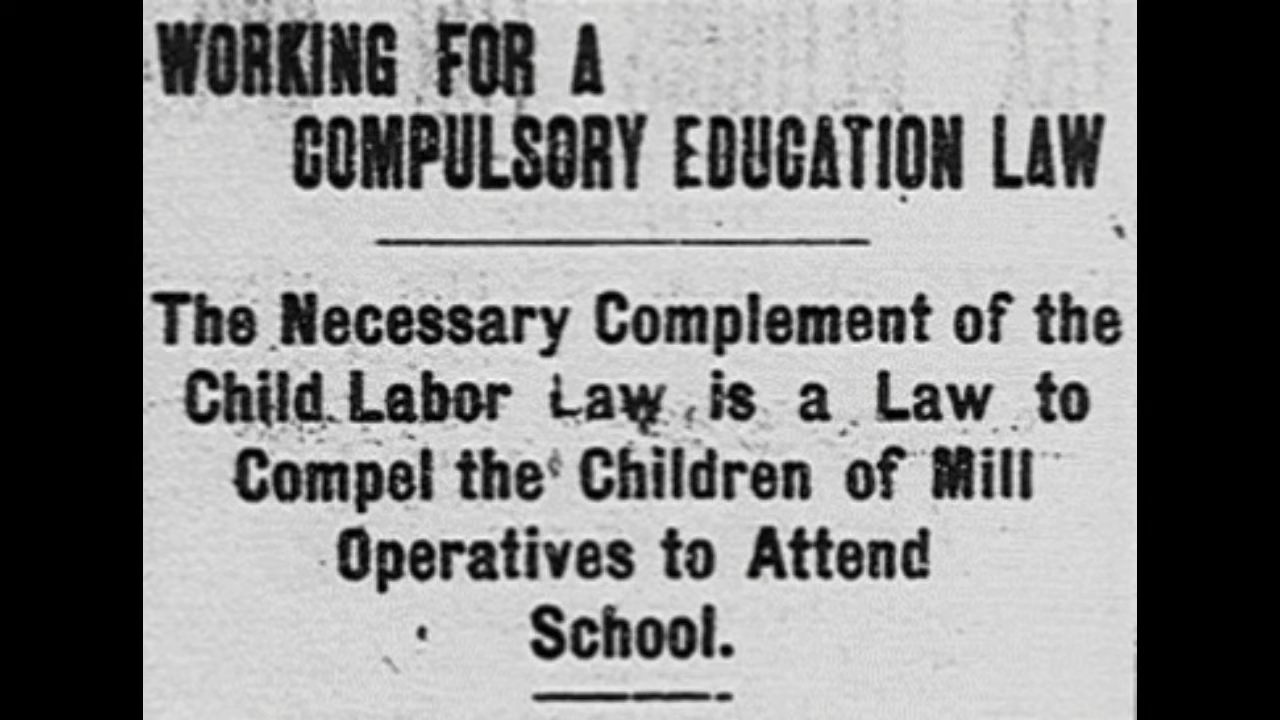 WORKING FOR A
COMPULSORY EDUCATION LAW
The Necessary Complement of the
Child Labor Law is a Law to
Compel the Children of Mill
Operatives to Attend
School.